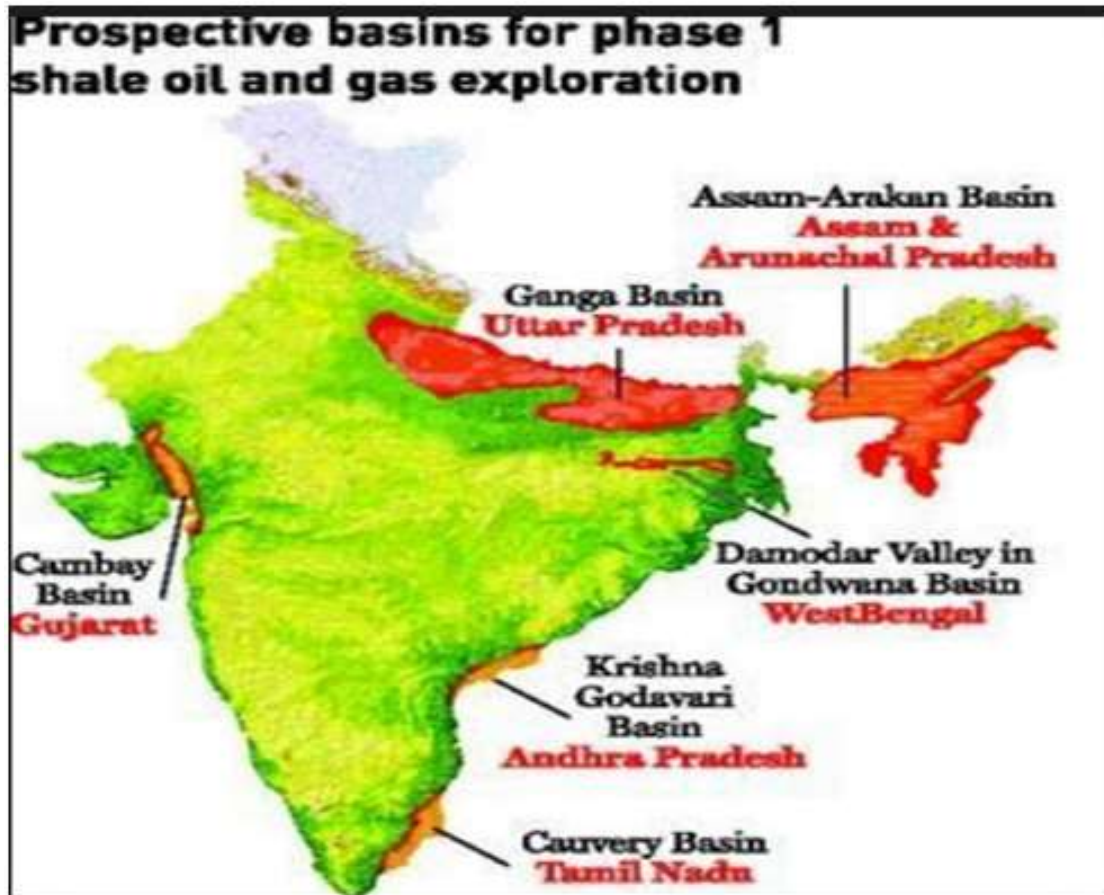 Prospective basins for phase 1
shale oil and gas exploration
Assam-Arakan Basin
Assam &
Arunachal Pradesh
Ganga Basin
Uttar Pradesh
Cambay
Basin
Gujarat
Damodar Valley in
Gondwana Basin
WestBengal
Krishna
Godavari
Basin
Andhra Pradesh
Cauvery Basin
Tamil Nadu